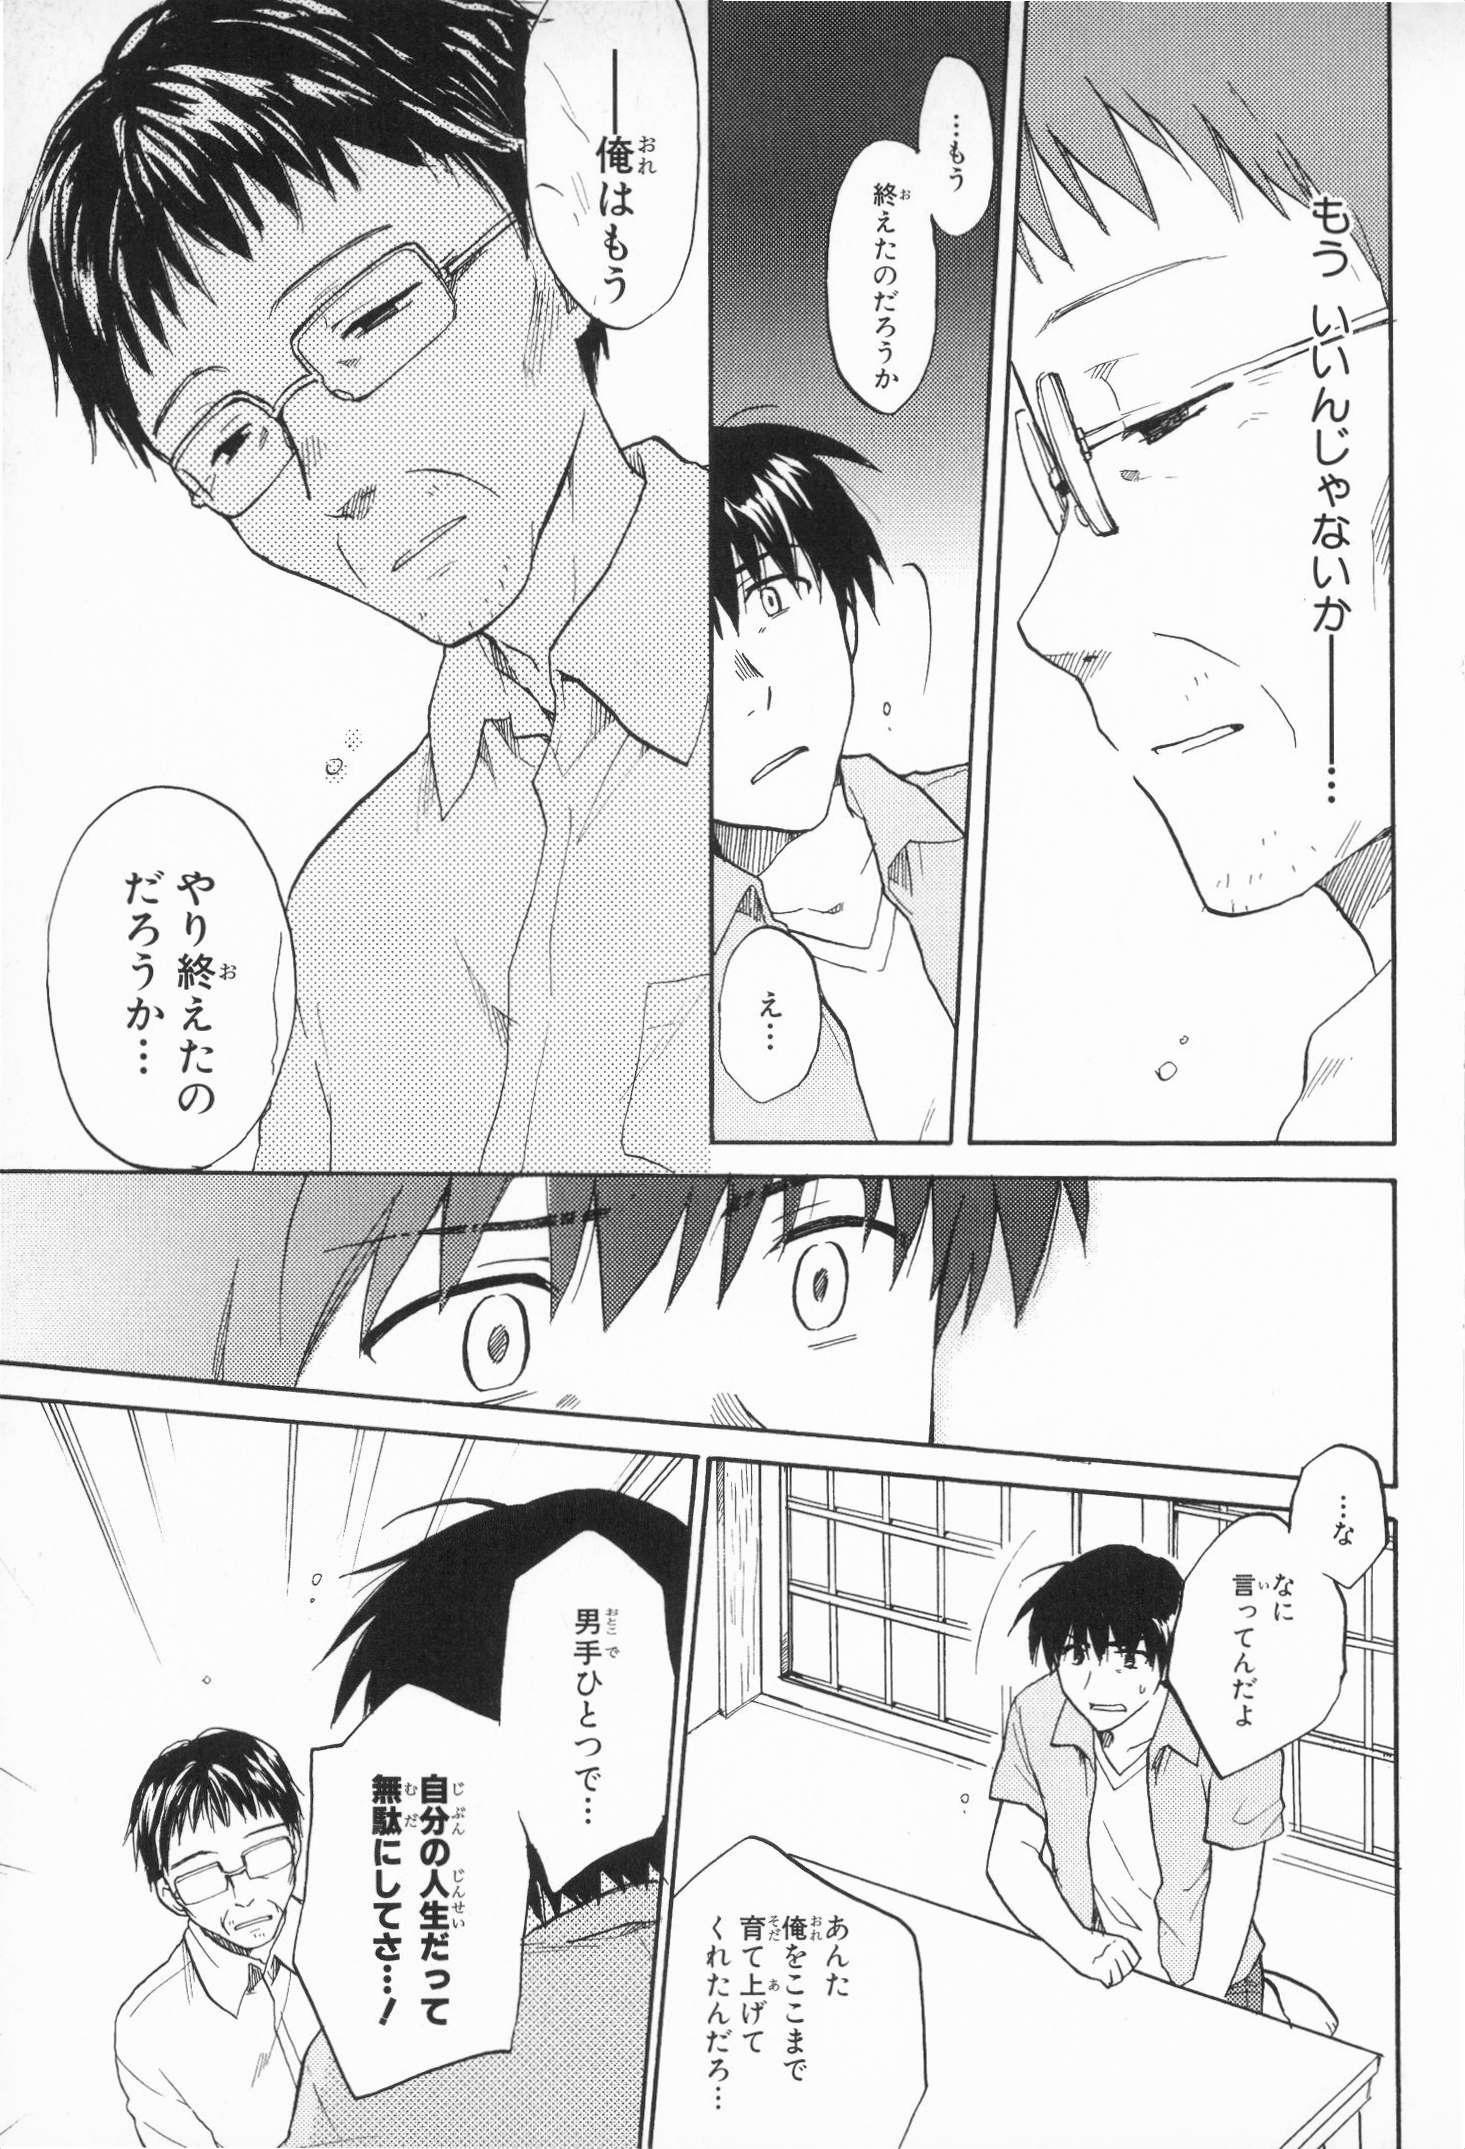 もう いいんじゃないか───…
…もう
終えたのだろうか
え…
──俺はもう
やり終えたの
だろうか…
…な
なに
言ってんだよ
あんた
俺をここまで
育て上げて
くれたんだろ…
男手ひとつで…
自分の人生だって
無駄にしてさ…!